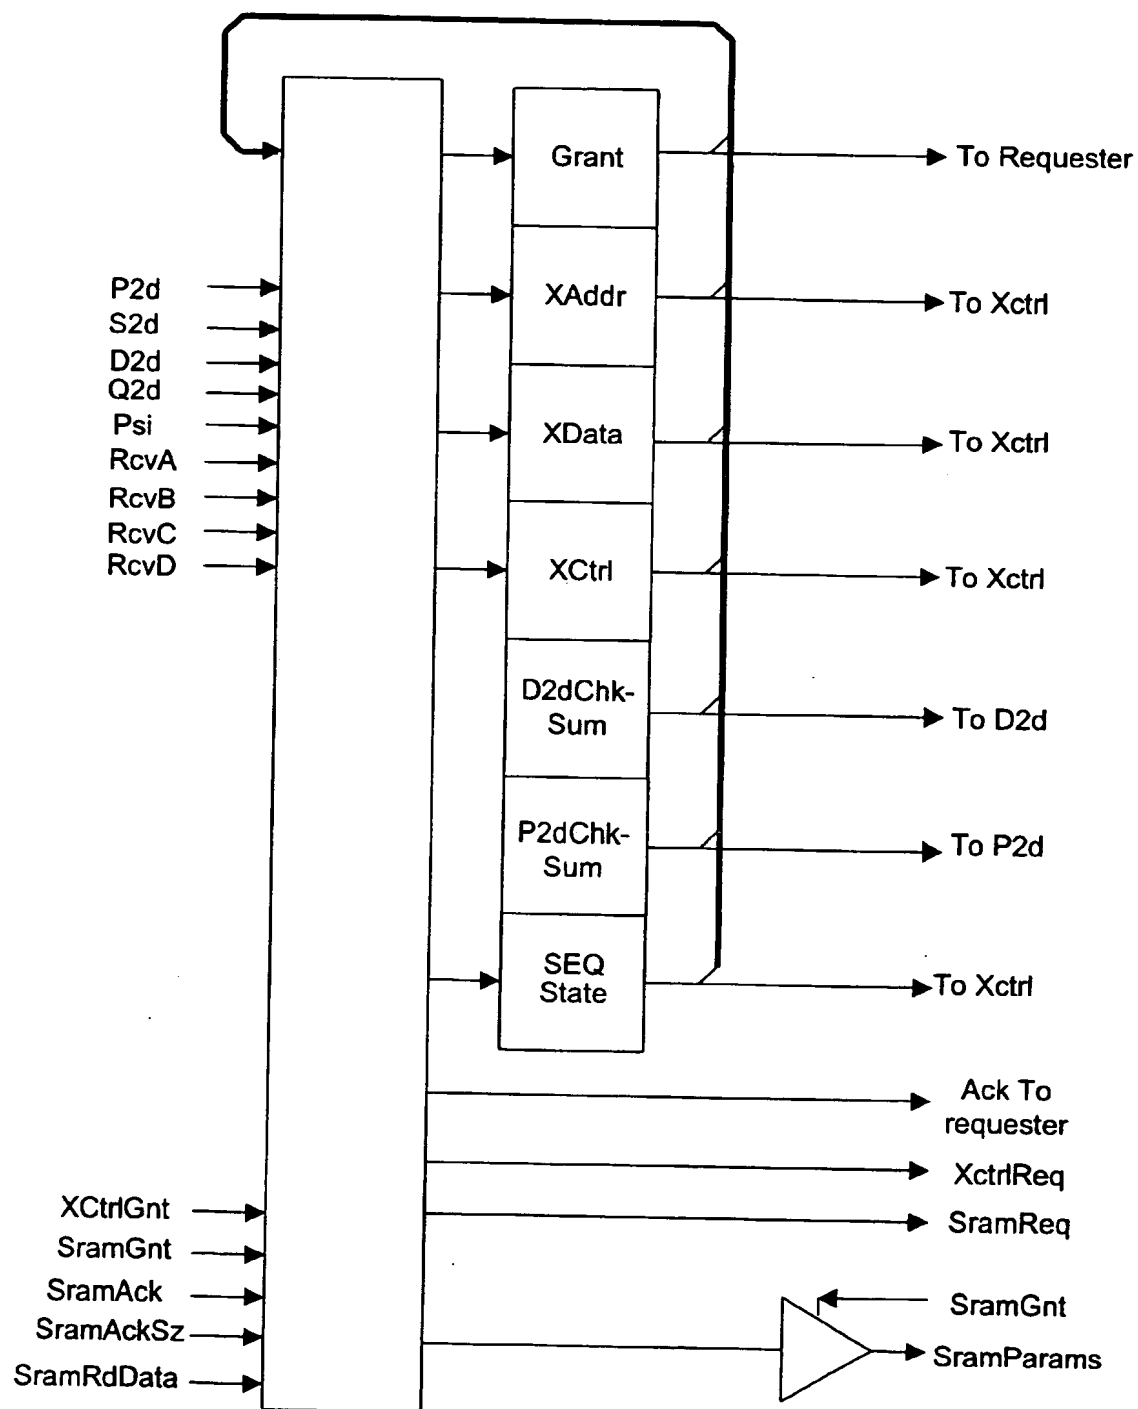 Grant
To Requester
XAddr
To Xctrl
XData
To Xctrl
XCtrl
To Xctrl
D2dChk-
Sum
To D2d
P2dChk-
Sum
To P2d
SEQ
State
To Xctrl
P2d
S2d
D2d
Q2d
Psi
RcvA
RcvB
RcvC
RcvD
Ack To
requester
XctrlReq
SramReq
XCtrlGnt
SramGnt
SramAck
SramAckSz
SramRdData
SramGnt
SramParams